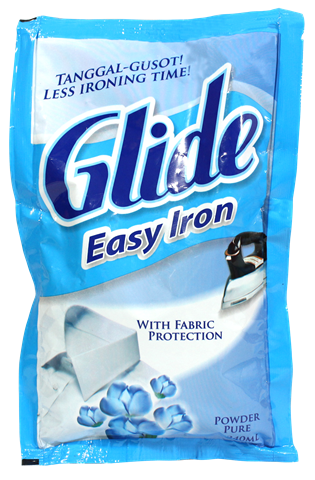 TANGGAL-GUSOT!
LESS IRONING TIME!
Glide
Easy Iron
WITH FABRIC
PROTECTION
POWDER
PURE